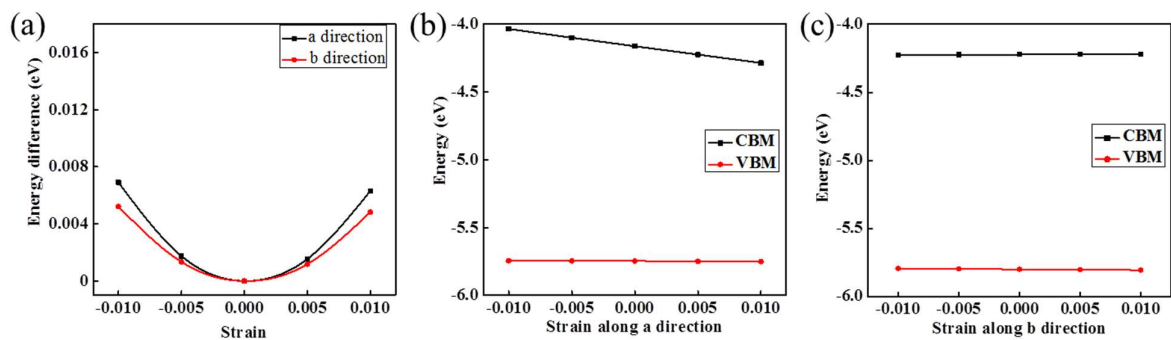 (a)
0.016
0.012
0.008
0.004
0
Energy difference (eV)
a direction
b direction
-0.010 -0.005 0.000 0.005 0.010
Strain
(b)
-4.0
-4.5
-5.0
-5.5
-6.0
Energy (eV)
CBM
VBM
-0.010 -0.005 0.000 0.005 0.010
Strain along a direction
(c)
-4.0
-4.5
-5.0
-5.5
-6.0
Energy (eV)
CBM
VBM
-0.010 -0.005 0.000 0.005 0.010
Strain along b direction